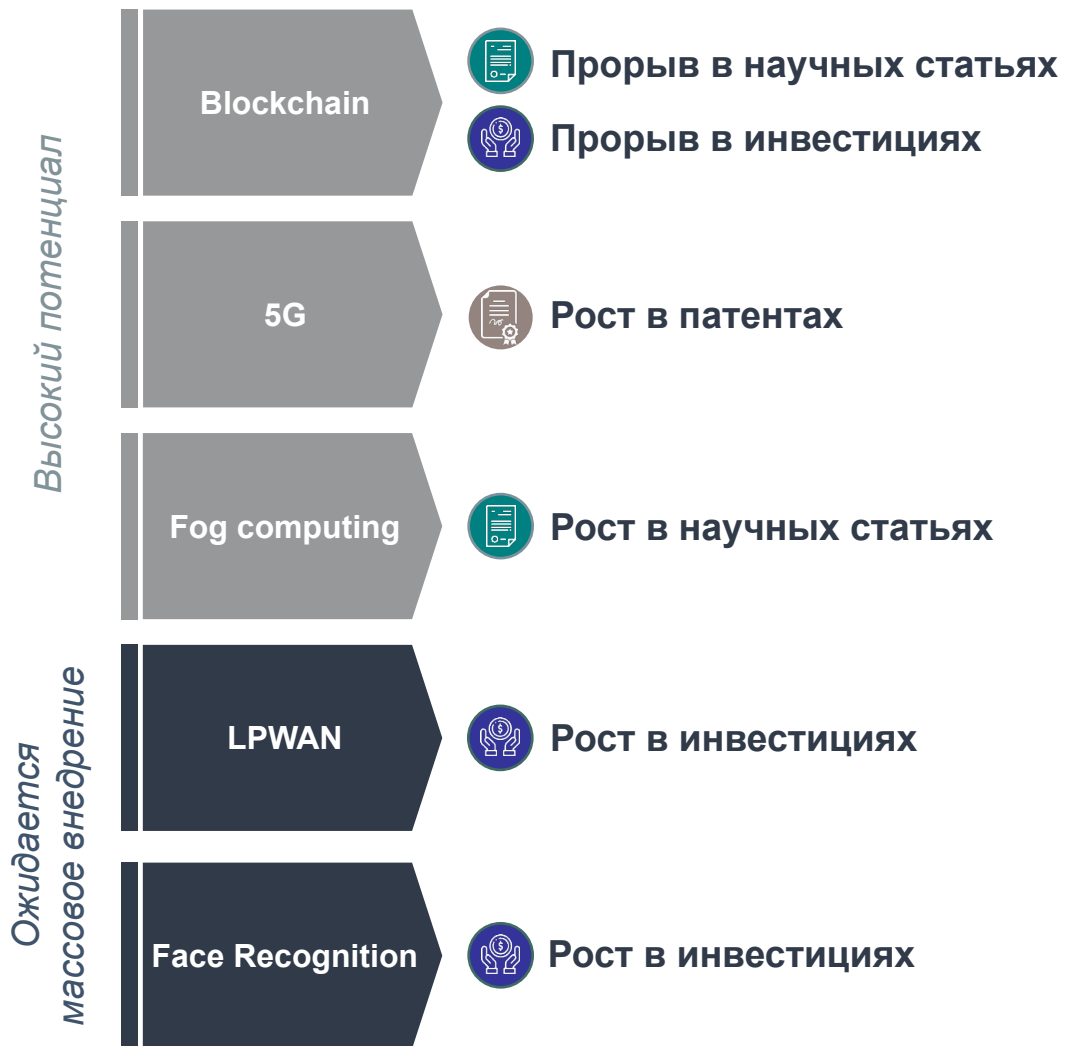 Высокий потенциал
Blockchain
Прорыв в научных статьях
Прорыв в инвестициях
5G
Рост в патентах
Fog computing
Рост в научных статьях
Ожидается
массовое внедрение
LPWAN
Рост в инвестициях
Face Recognition
Рост в инвестициях